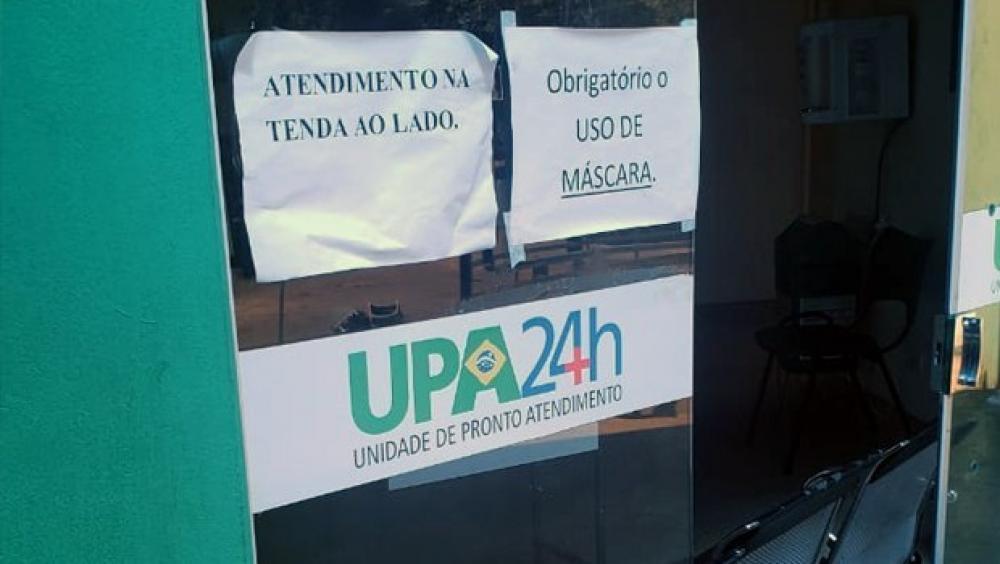 ATENDIMENTO NA
TENDA AO LADO.
Obrigatório o
USO DE
MÁSCARA.
UPA24h
UNIDADE DE PRONTO ATENDIMENTO